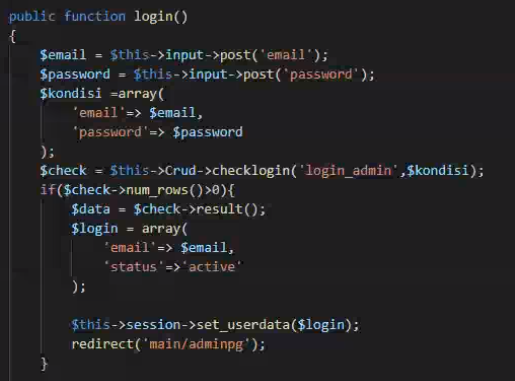 public function login()
{
$email = $this->input->post('email');
$password = $this->input->post('password');
$kondisi =array(
'email'=> $email,
'password'=> $password
);
$check = $this->Crud->checklogin('login_admin',$kondisi);
if($check->num_rows()>0){
$data = $check->result();
$login = array(
'email'=> $email,
'status'=>'active'
);
$this->session->set_userdata($login);
redirect('main/adminpg');
}